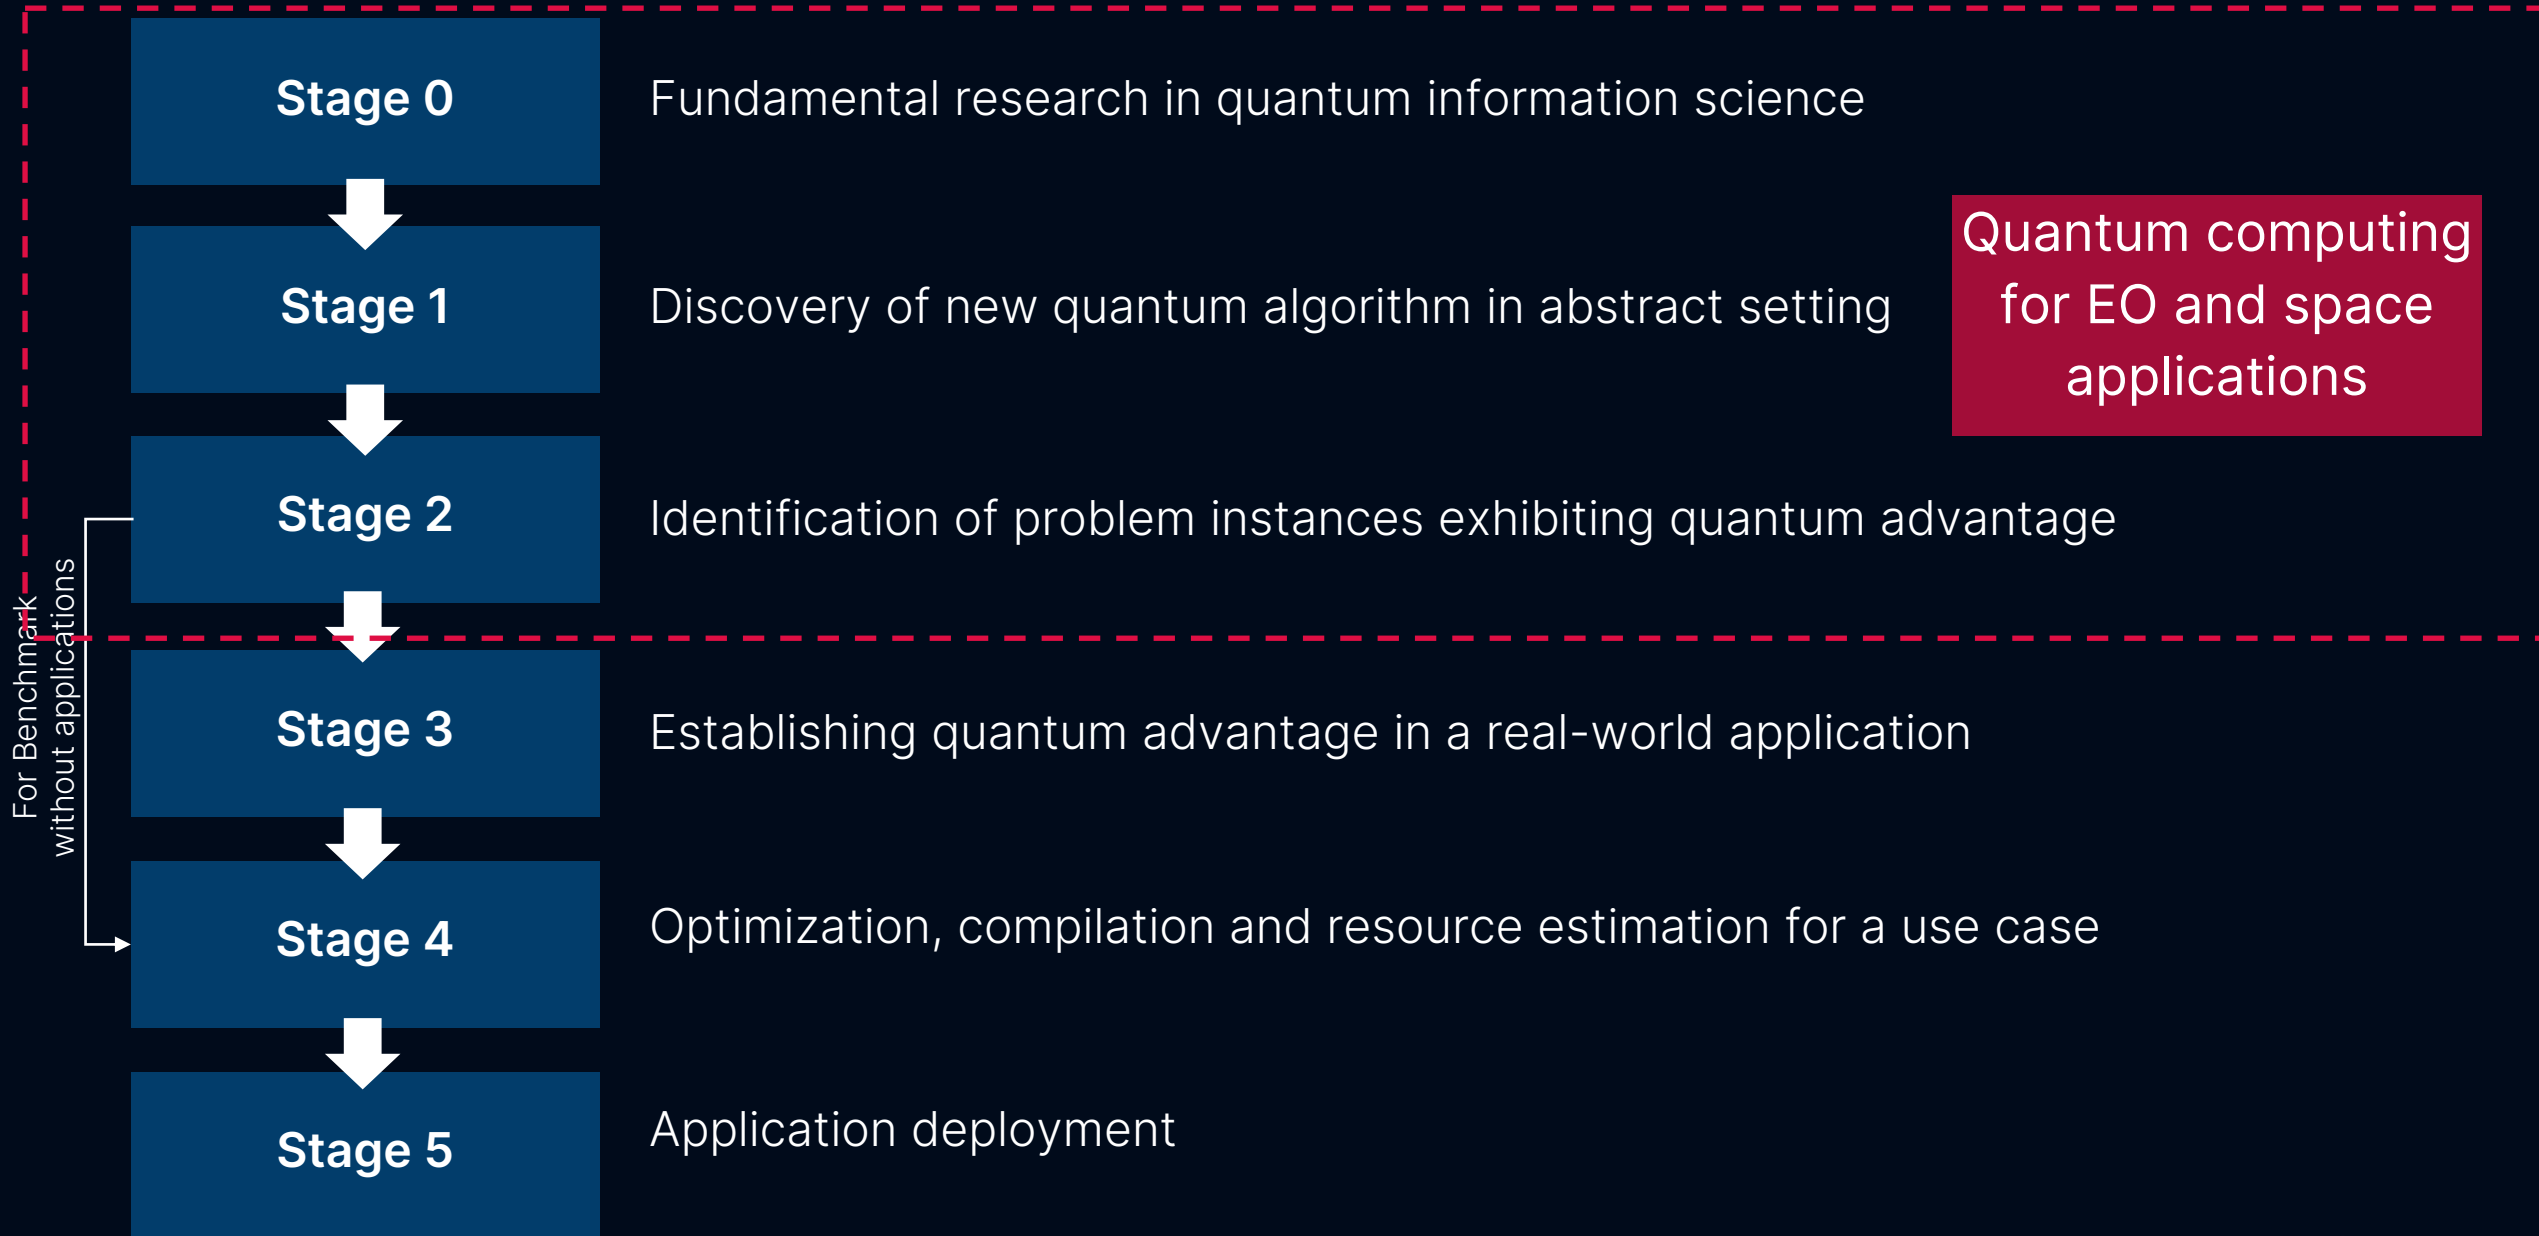 Stage 0
Fundamental research in quantum information science
Stage 1
Discovery of new quantum algorithm in abstract setting
Quantum computing
for EO and space
applications
Stage 2
Identification of problem instances exhibiting quantum advantage
For Benchmark
without applications
Stage 3
Establishing quantum advantage in a real-world application
Stage 4
Optimization, compilation and resource estimation for a use case
Stage 5
Application deployment